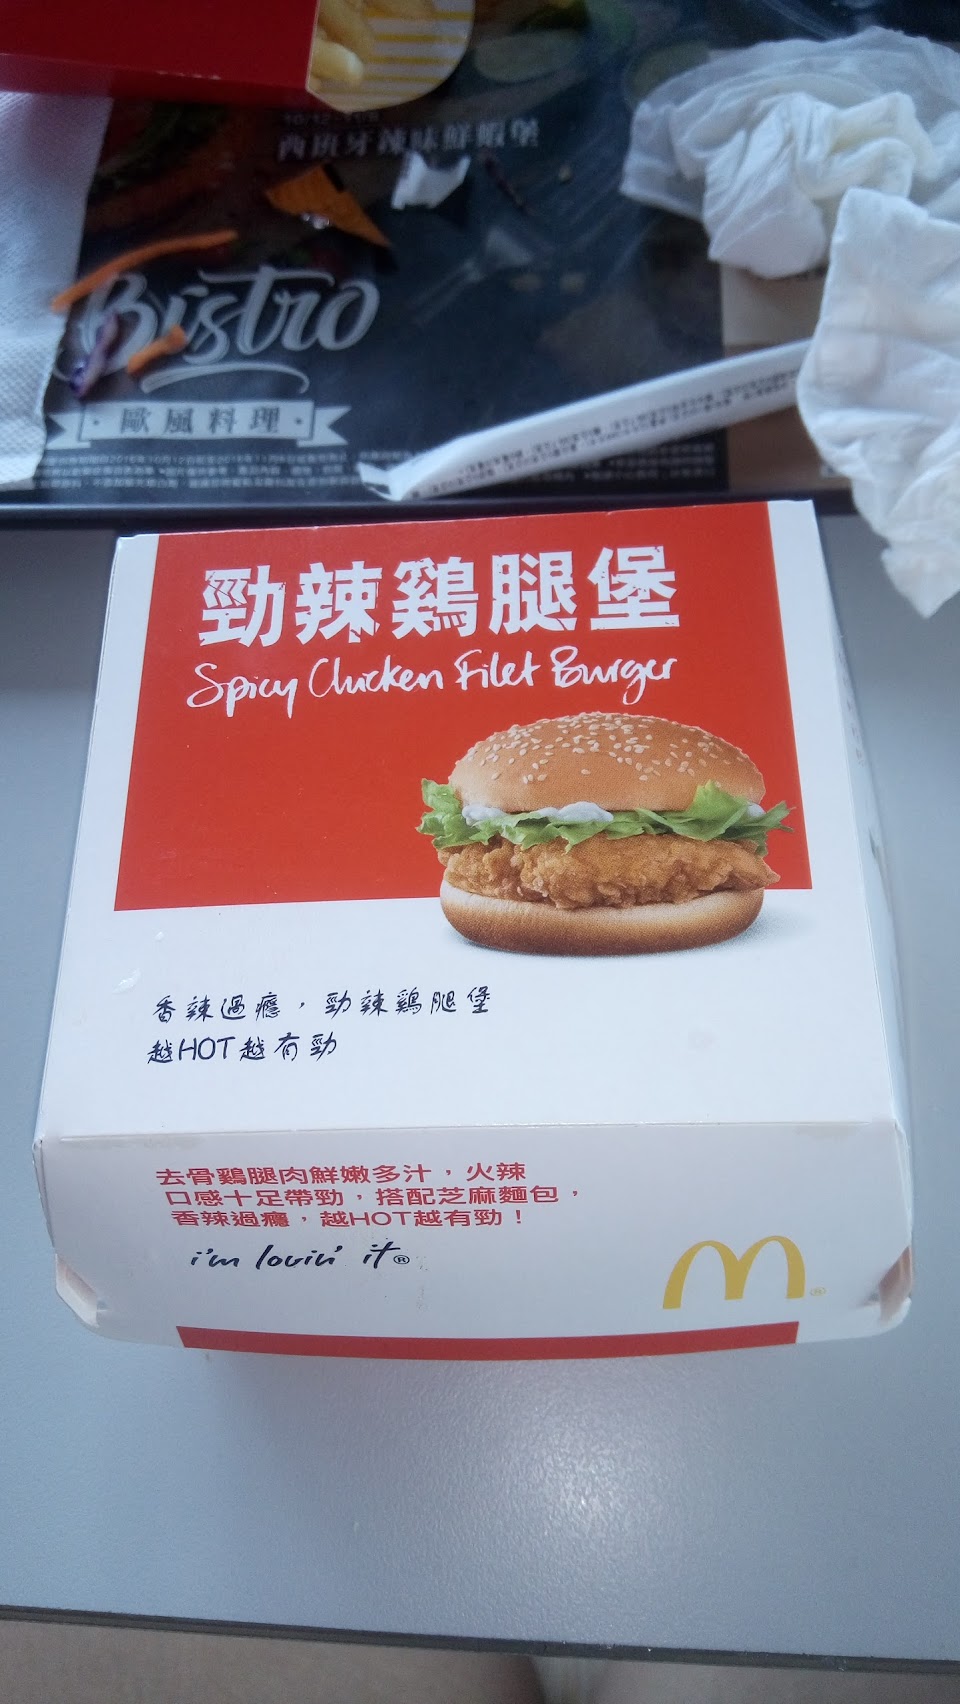 西班牙辣味鮮蝦堡
Bistro
·歐風料理·
勁辣鷄腿堡
Spicy Chicken Filet Burger
香辣過癮，勁辣鷄腿堡
越HOT越有勁
去骨鷄腿肉鮮嫩多汁，火辣
口感十足帶勁，搭配芝麻麵包，
香辣過癮，越HOT越有勁！
i'm lovin' it®